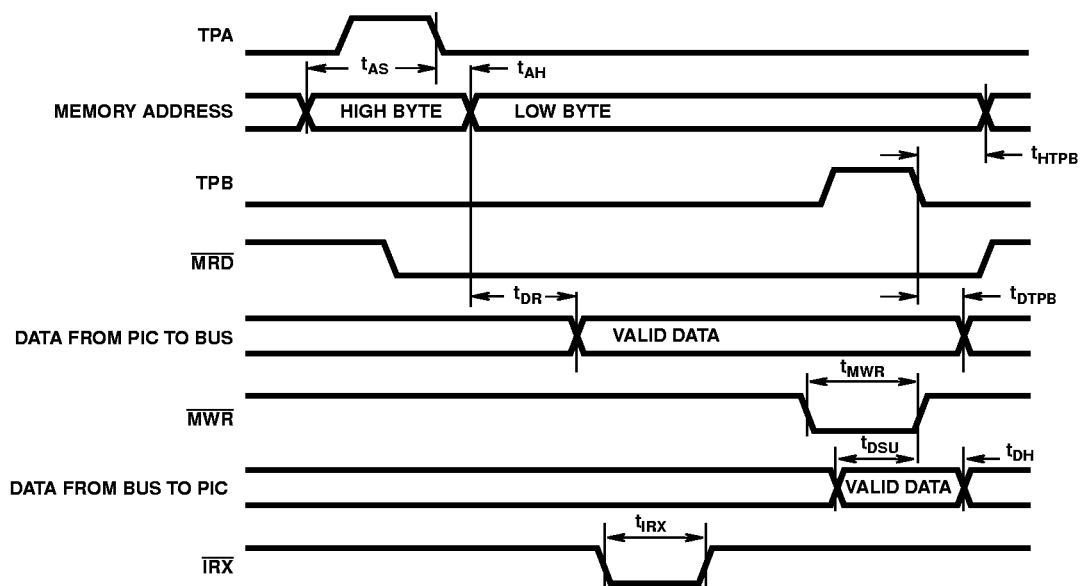 TPA
tAS
tAH
MEMORY ADDRESS
HIGH BYTE
LOW BYTE
tHTPB
TPB
MRD
tDR
tDTPB
DATA FROM PIC TO BUS
VALID DATA
tMWR
MWR
tDSU
tDH
DATA FROM BUS TO PIC
VALID DATA
tIRX
IRX